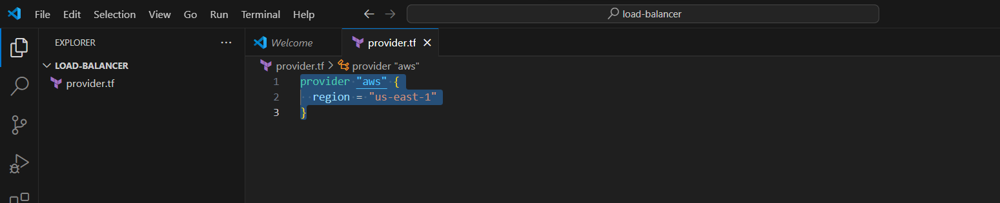 File Edit Selection View Go Run Terminal Help
load-balancer
EXPLORER
LOAD-BALANCER
provider.tf
Welcome
provider.tf
provider.tf > provider "aws"
1 provider "aws" {
2 region = "us-east-1"
3 }